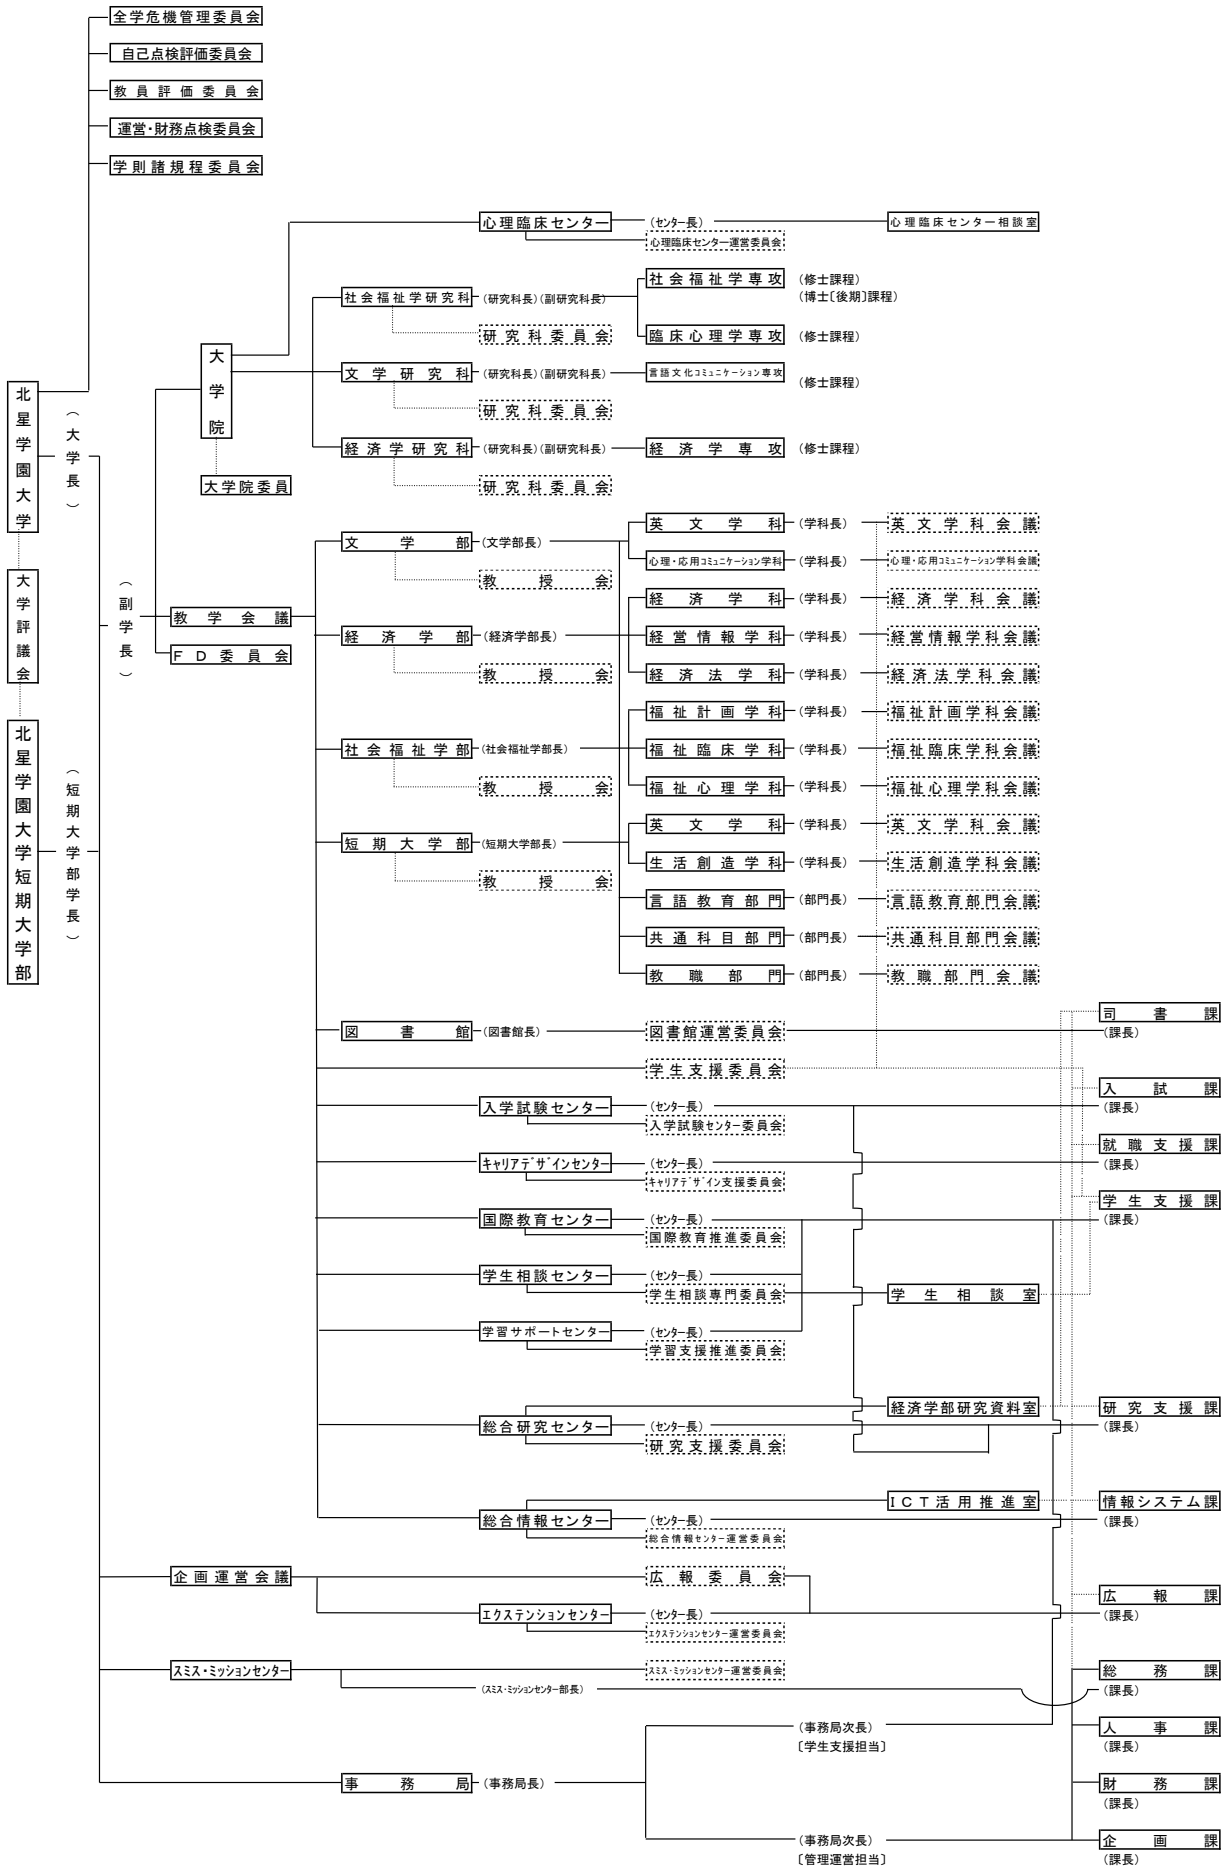 全学危機管理委員会
自己点検評価委員会
教員評価委員会
運営・財務点検委員会
学則諸規程委員会
心理臨床センター (センター長) 心理臨床センター相談室
心理臨床センター運営委員会
社会福祉学専攻 (修士課程)
(博士〔後期〕課程)
社会福祉学研究科 (研究科長)(副研究科長)
研究科委員会
臨床心理学専攻 (修士課程)
大学院
文学研究科 (研究科長)(副研究科長) 言語文化コミュニケーション専攻 (修士課程)
研究科委員会
経済学研究科 (研究科長)(副研究科長) 経済学専攻 (修士課程)
研究科委員会
大学院委員
北星学園大学
(大学長)
大学評議会
北星学園大学短期大学部
(短期大学部学長)
(副学長)
教学会議
FD委員会
文学部 (文学部長)
教授会
英文学科 (学科長) 英文学科会議
心理・応用コミュニケーション学科 (学科長) 心理・応用コミュニケーション学科会議
経済学部 (経済学部長)
教授会
経済学科 (学科長) 経済学科会議
経営情報学科 (学科長) 経営情報学科会議
経済法学科 (学科長) 経済法学科会議
社会福祉学部 (社会福祉学部長)
教授会
福祉計画学科 (学科長) 福祉計画学科会議
福祉臨床学科 (学科長) 福祉臨床学科会議
福祉心理学科 (学科長) 福祉心理学科会議
短期大学部 (短期大学部長)
教授会
英文学科 (学科長) 英文学科会議
生活創造学科 (学科長) 生活創造学科会議
言語教育部門 (部門長) 言語教育部門会議
共通科目部門 (部門長) 共通科目部門会議
教職部門 (部門長) 教職部門会議
図書館 (図書館長) 図書館運営委員会 司書課
(課長)
学生支援委員会
入試課
入学試験センター (センター長) (課長)
入学試験センター委員会
就職支援課
キャリアデザインセンター (センター長) (課長)
キャリアデザイン支援委員会
学生支援課
国際教育センター (センター長) (課長)
国際教育推進委員会
学生相談センター (センター長)
学生相談専門委員会 学生相談室
学習サポートセンター (センター長)
学習支援推進委員会
経済学部研究資料室 研究支援課
総合研究センター (センター長) (課長)
研究支援委員会
ICT活用推進室 情報システム課
総合情報センター (センター長) (課長)
総合情報センター運営委員会
企画運営会議 広報委員会
広報課
エクステンションセンター (センター長) (課長)
エクステンションセンター運営委員会
スミス・ミッションセンター スミス・ミッションセンター運営委員会 総務課
(スミス・ミッションセンター部長) (課長)
(事務局次長) 人事課
〔学生支援担当〕 (課長)
事務局 (事務局長) 財務課
(課長)
(事務局次長) 企画課
〔管理運営担当〕 (課長)